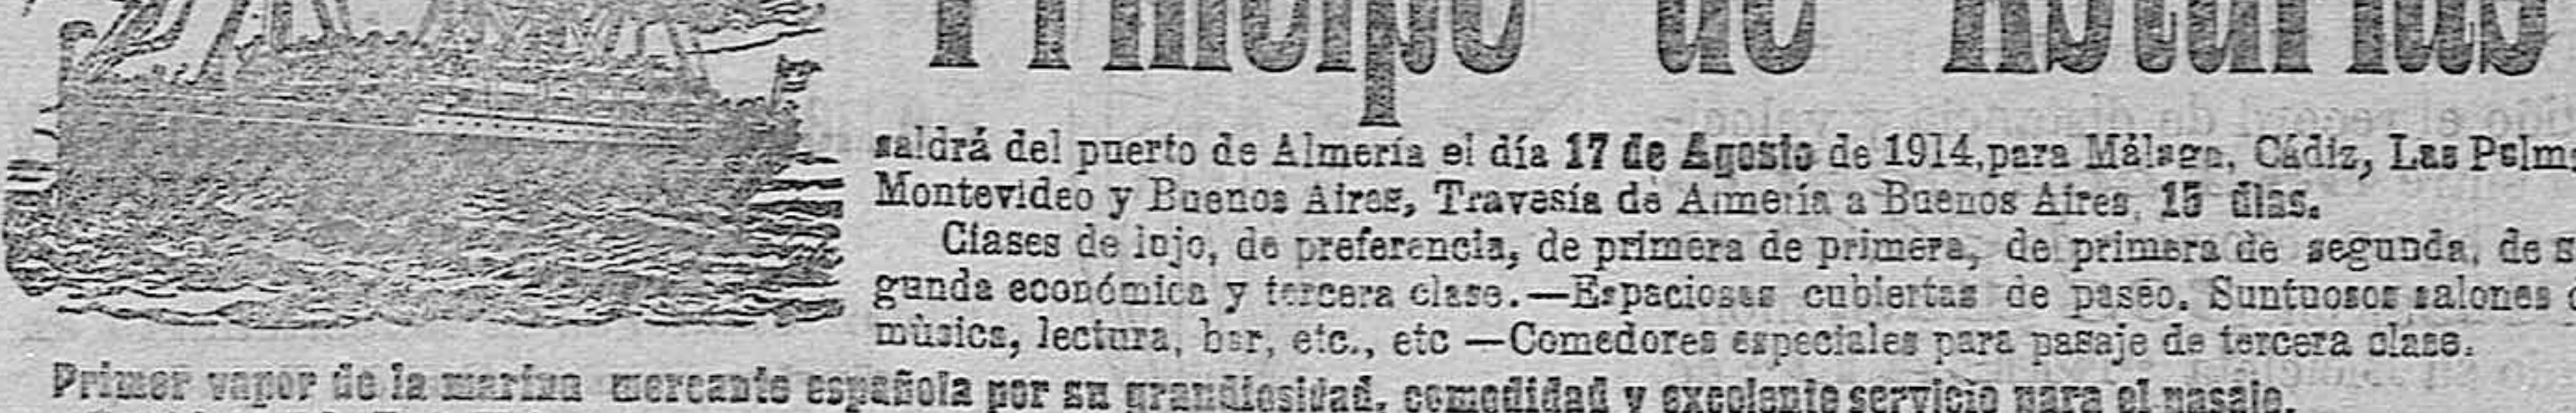 Principe de Asturias
saldrá del puerto de Almería el día 17 de Agosto de 1914, para Málaga, Cádiz, Las Palm
Montevideo y Buenos Aires, Travesía de Almería a Buenos Aires, 15 días.
Clases de lujo, de preferencia, de primera de primera, de primera de segunda, de s
gunda económica y tercera clase.—Espaciosas cubiertas de paseo. Suntuosos salones
mùsica, lectura, bar, etc., etc —Comedores especiales para pasaje de tercera clase.
Primer vapor de la marina mercante española por su grandiosidad, comodidad y excelente servicio para el pasaje.